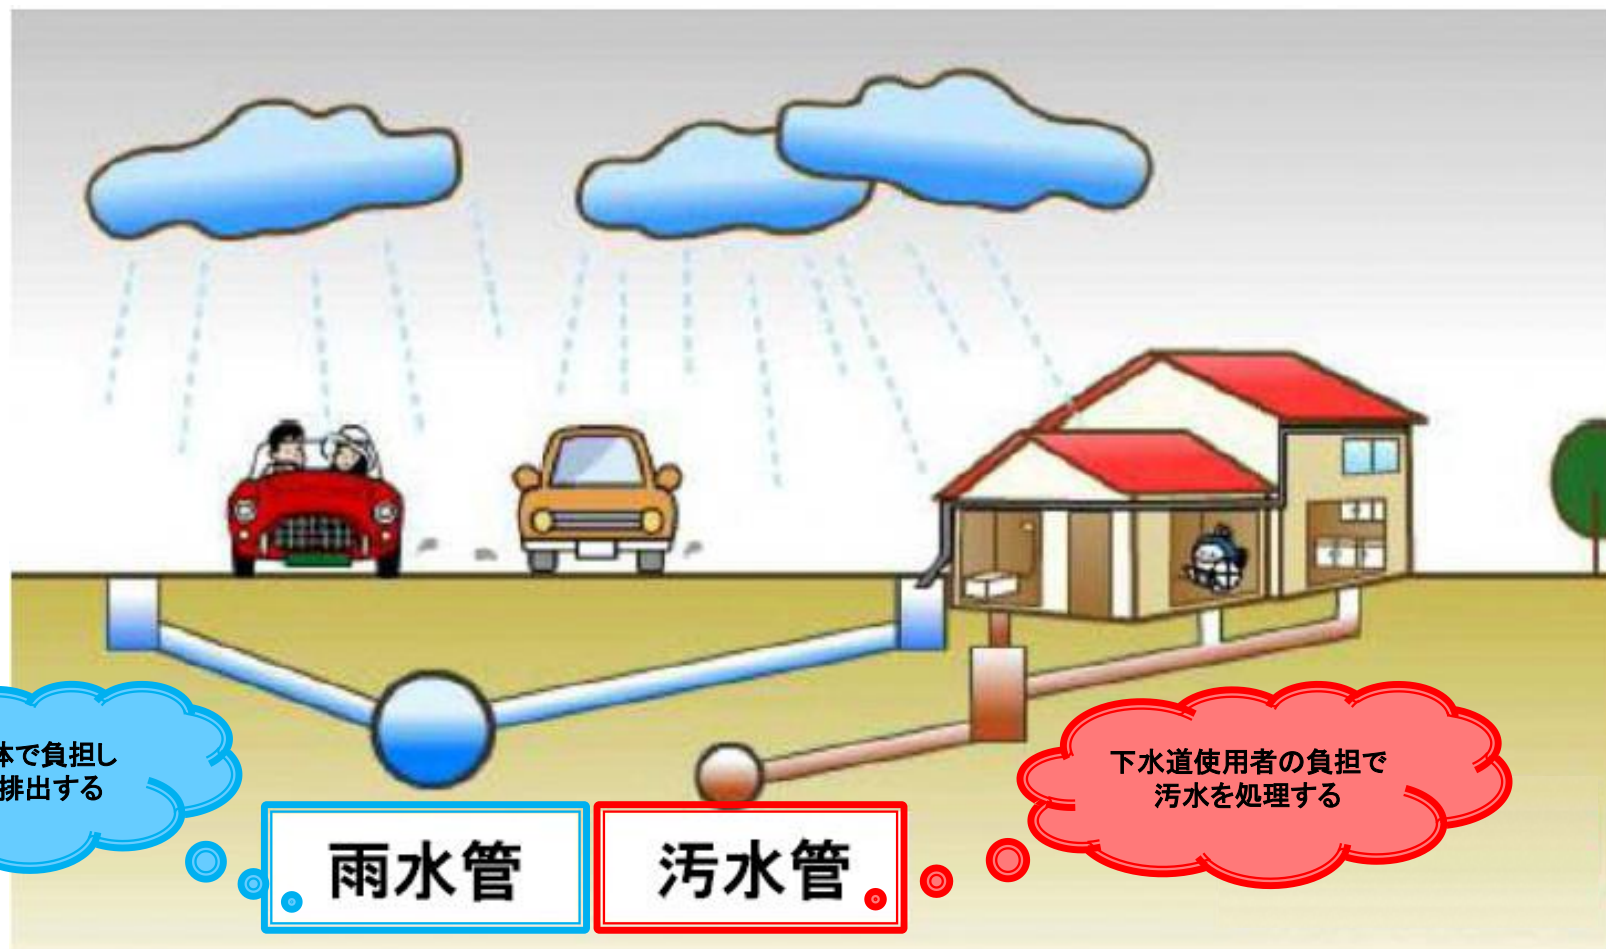 体で負担し
排出する
下水道使用者の負担で
汚水を処理する
雨水管
汚水管